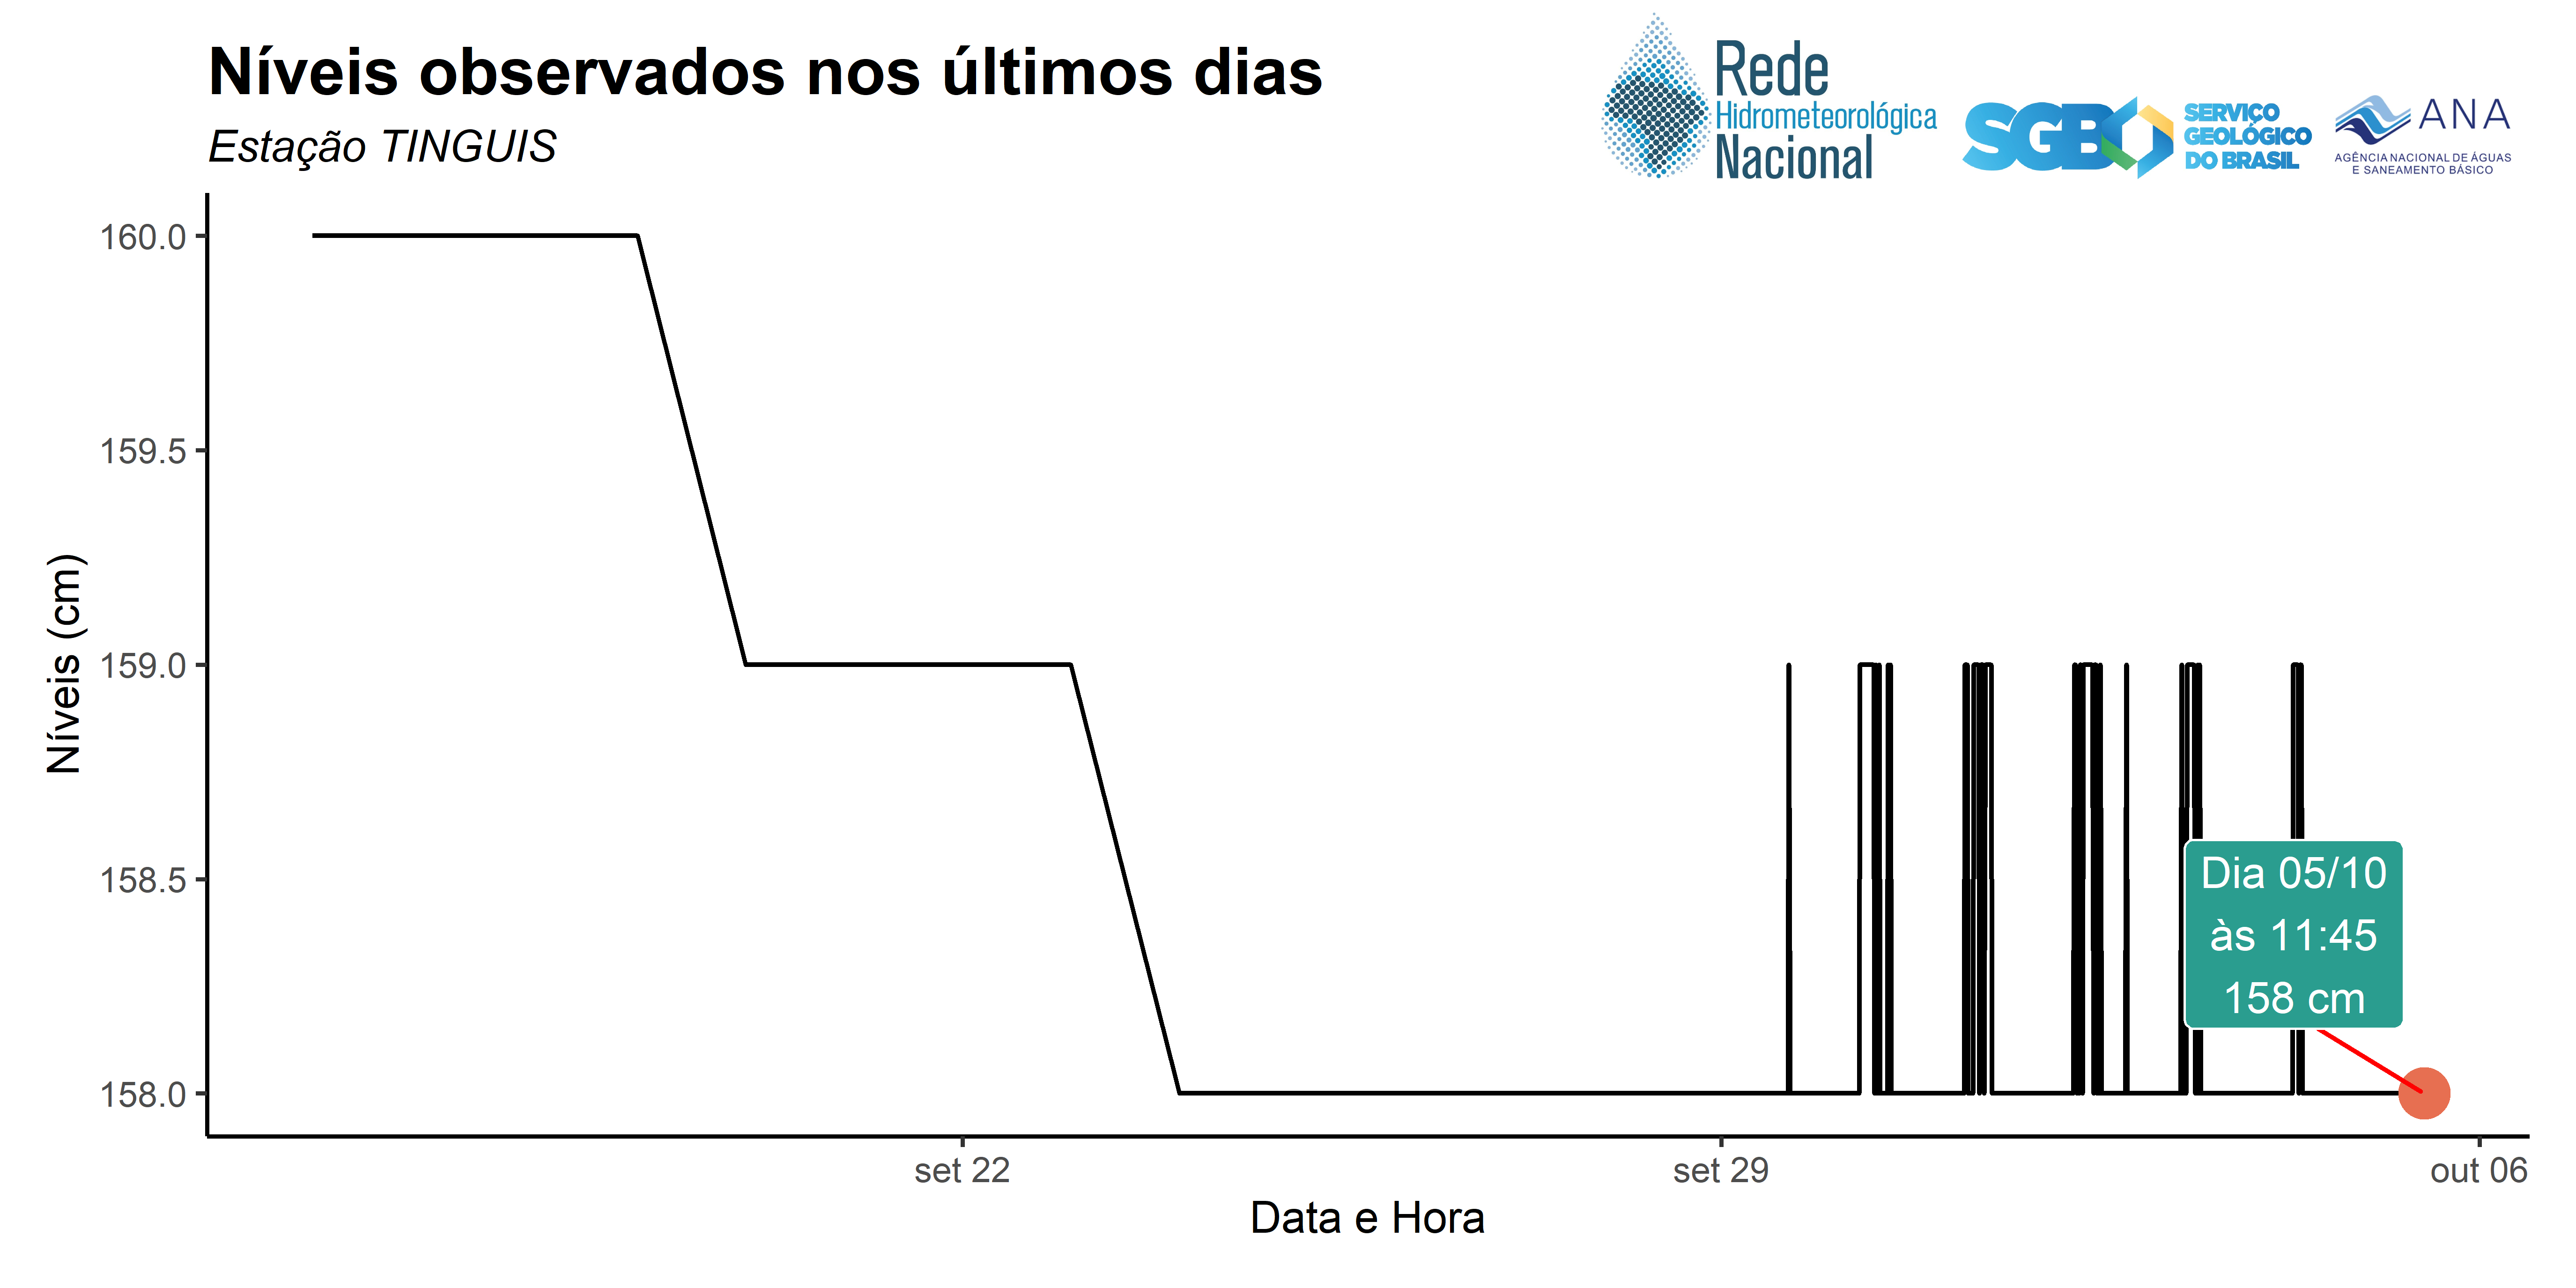 Níveis observados nos últimos dias
Estação TINGUIS
Rede
Hidrometeorológica
Nacional
SGB
SERVIÇO
GEOLÓGICO
DO BRASIL
ANA
AGÊNCIA NACIONAL DE ÁGUAS
E SANEAMENTO BÁSICO
Níveis (cm)
160.0
159.5
159.0
158.5
158.0
Dia 05/10
às 11:45
158 cm
set 22
set 29
out 06
Data e Hora